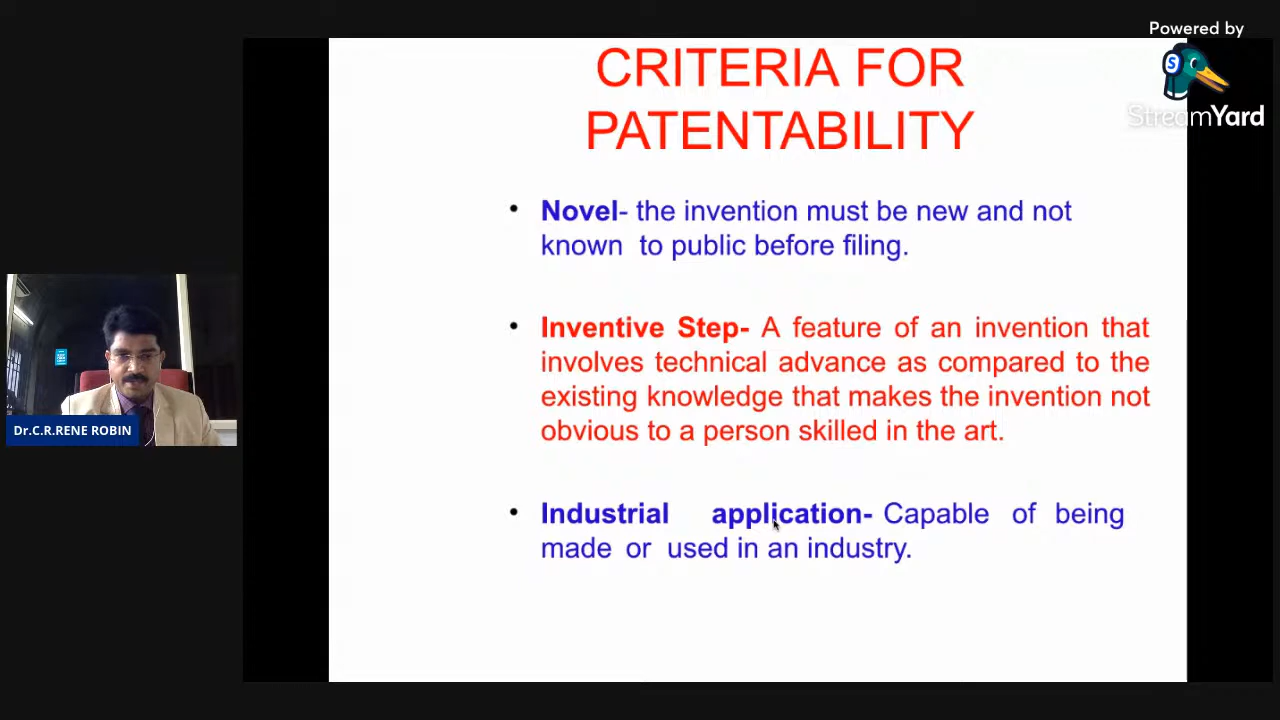 Powered by
StreamYard
CRITERIA FOR
PATENTABILITY
• Novel- the invention must be new and not
known to public before filing.
• Inventive Step- A feature of an invention that
involves technical advance as compared to the
existing knowledge that makes the invention not
obvious to a person skilled in the art.
• Industrial application- Capable of being
made or used in an industry.
Dr.C.R.RENE ROBIN